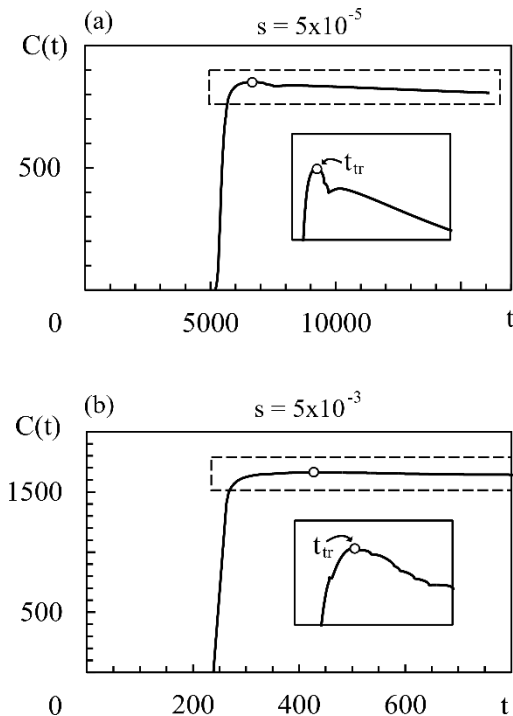 (a)
s = 5x10⁻⁵
C(t)
500
t_tr
0
5000
10000
t
(b)
s = 5x10⁻³
C(t)
1500
t_tr
500
0
200
400
600
t